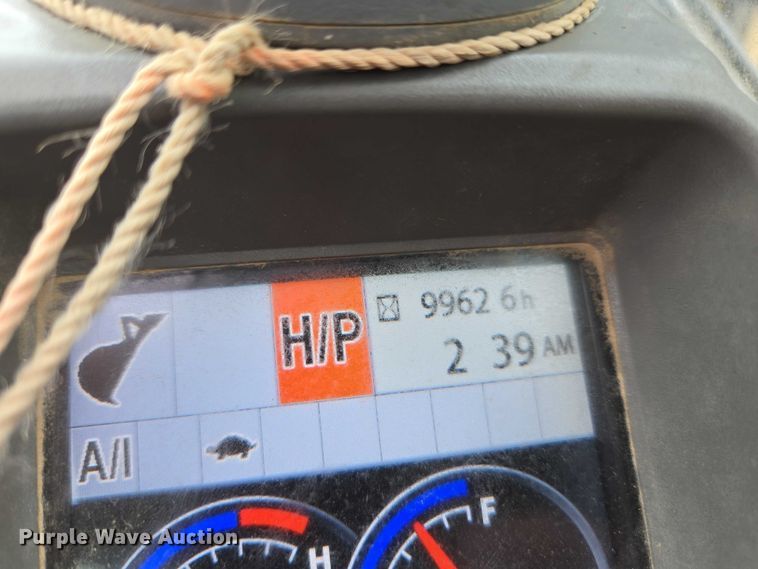 H/P
9962 6h
2 39 AM
A/I
H
F
Purple Wave Auction